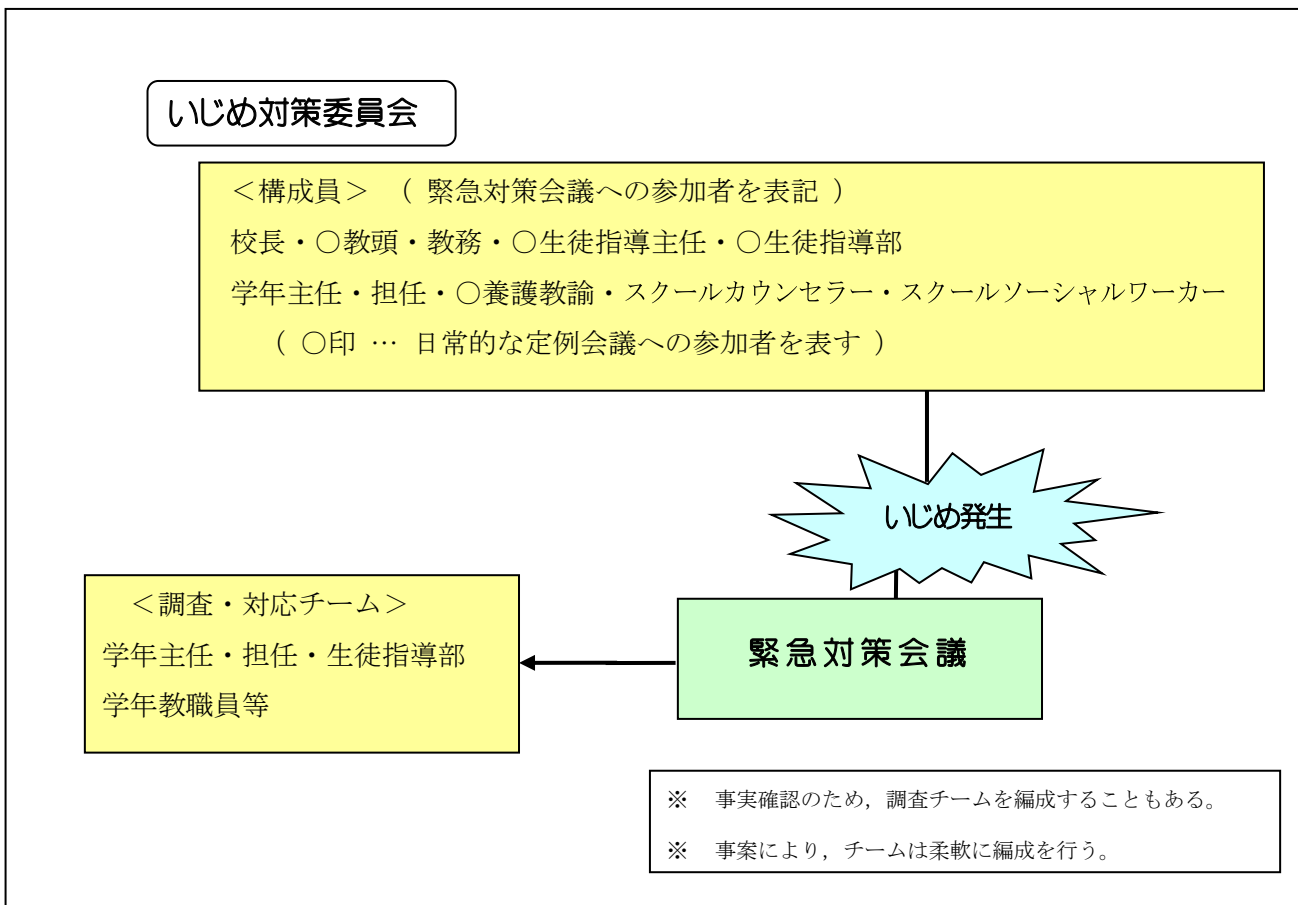 いじめ対策委員会
＜構成員＞ （ 緊急対策会議への参加者を表記 ）
校長・○教頭・教務・○生徒指導主任・○生徒指導部
学年主任・担任・○養護教諭・スクールカウンセラー・スクールソーシャルワーカー
（ ○印 … 日常的な定例会議への参加者を表す ）
いじめ発生
緊急対策会議
＜調査・対応チーム＞
学年主任・担任・生徒指導部
学年教職員等
※ 事実確認のため，調査チームを編成することもある。
※ 事案により，チームは柔軟に編成を行う。